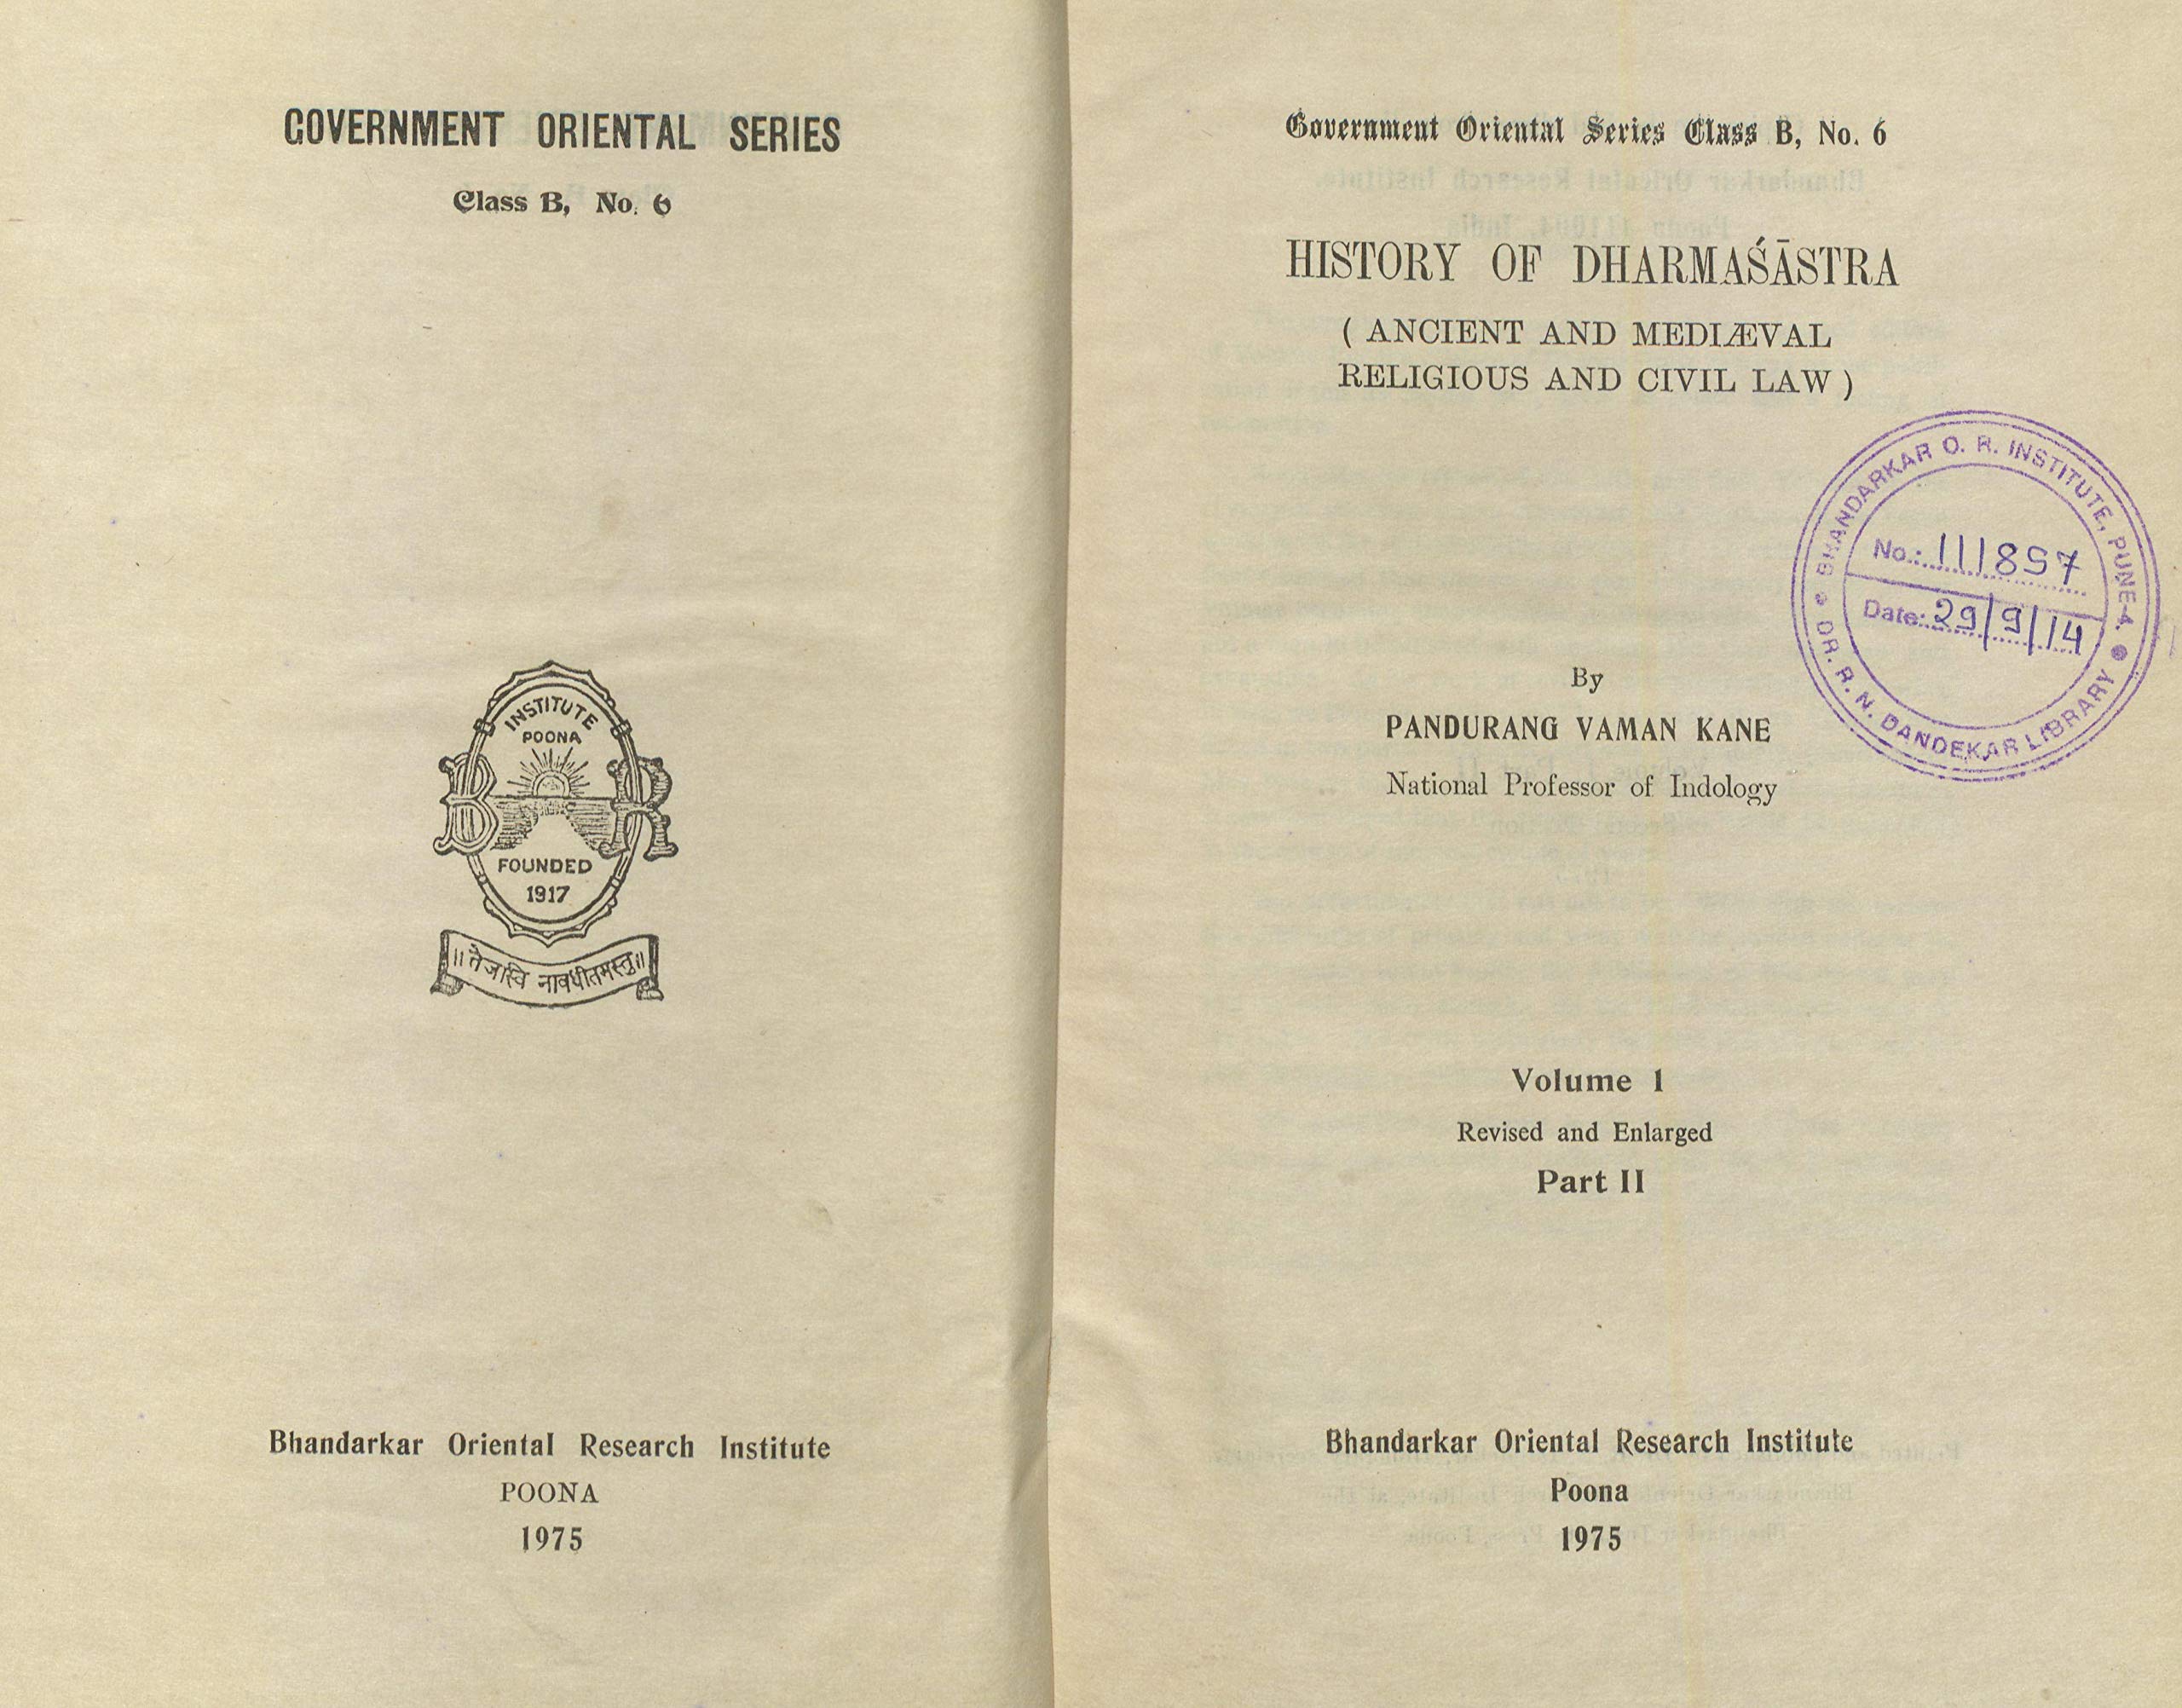 GOVERNMENT ORIENTAL SERIES
Class B, No. 6
INSTITUTE
POONA
B R
FOUNDED
1917
॥ तेजस्वि नावधीतमस्तु॥
Bhandarkar Oriental Research Institute
POONA
1975
Government Oriental Series Class B, No. 6
HISTORY OF DHARMAŚĀSTRA
( ANCIENT AND MEDIÆVAL
RELIGIOUS AND CIVIL LAW )
BHANDARKAR O. R. INSTITUTE, PUNE-4
No.: 111857
Date: 29/9/14
DR. R. N. DANDEKAR LIBRARY
By
PANDURANG VAMAN KANE
National Professor of Indology
Volume 1
Revised and Enlarged
Part II
Bhandarkar Oriental Research Institute
Poona
1975